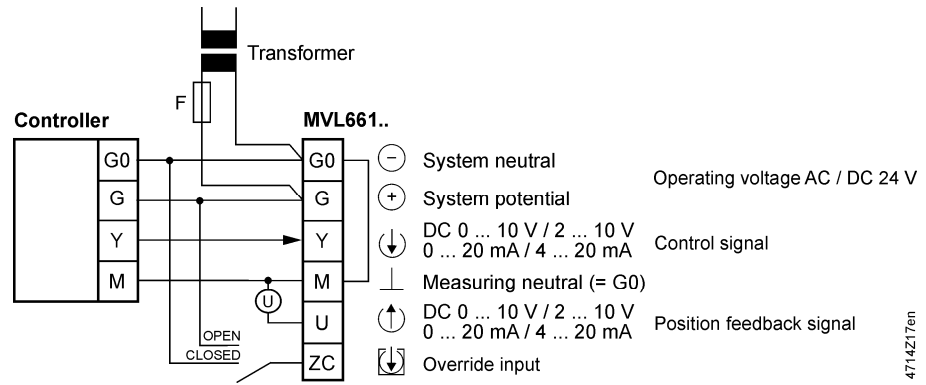 Transformer
F
Controller
MVL661..
G0
G0
− System neutral
Operating voltage AC / DC 24 V
G
G
+ System potential
Y
Y
DC 0 ... 10 V / 2 ... 10 V
0 ... 20 mA / 4 ... 20 mA
Control signal
M
M
Measuring neutral (= G0)
U
U
DC 0 ... 10 V / 2 ... 10 V
0 ... 20 mA / 4 ... 20 mA
Position feedback signal
OPEN
CLOSED
ZC
Override input
4714Z17en